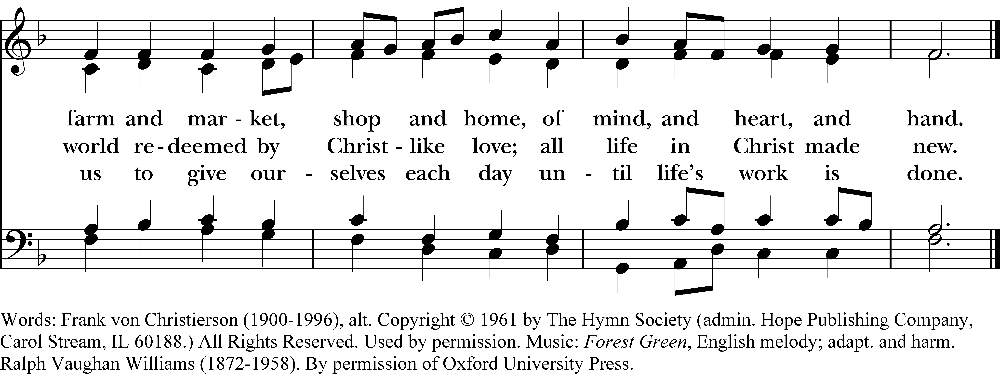 farm and mar - ket, shop and home, of mind, and heart, and hand.
world re - deemed by Christ - like love; all life in Christ made new.
us to give our - selves each day un - til life's work is done.
Words: Frank von Christierson (1900-1996), alt. Copyright © 1961 by The Hymn Society (admin. Hope Publishing Company,
Carol Stream, IL 60188.) All Rights Reserved. Used by permission. Music: Forest Green, English melody; adapt. and harm.
Ralph Vaughan Williams (1872-1958). By permission of Oxford University Press.